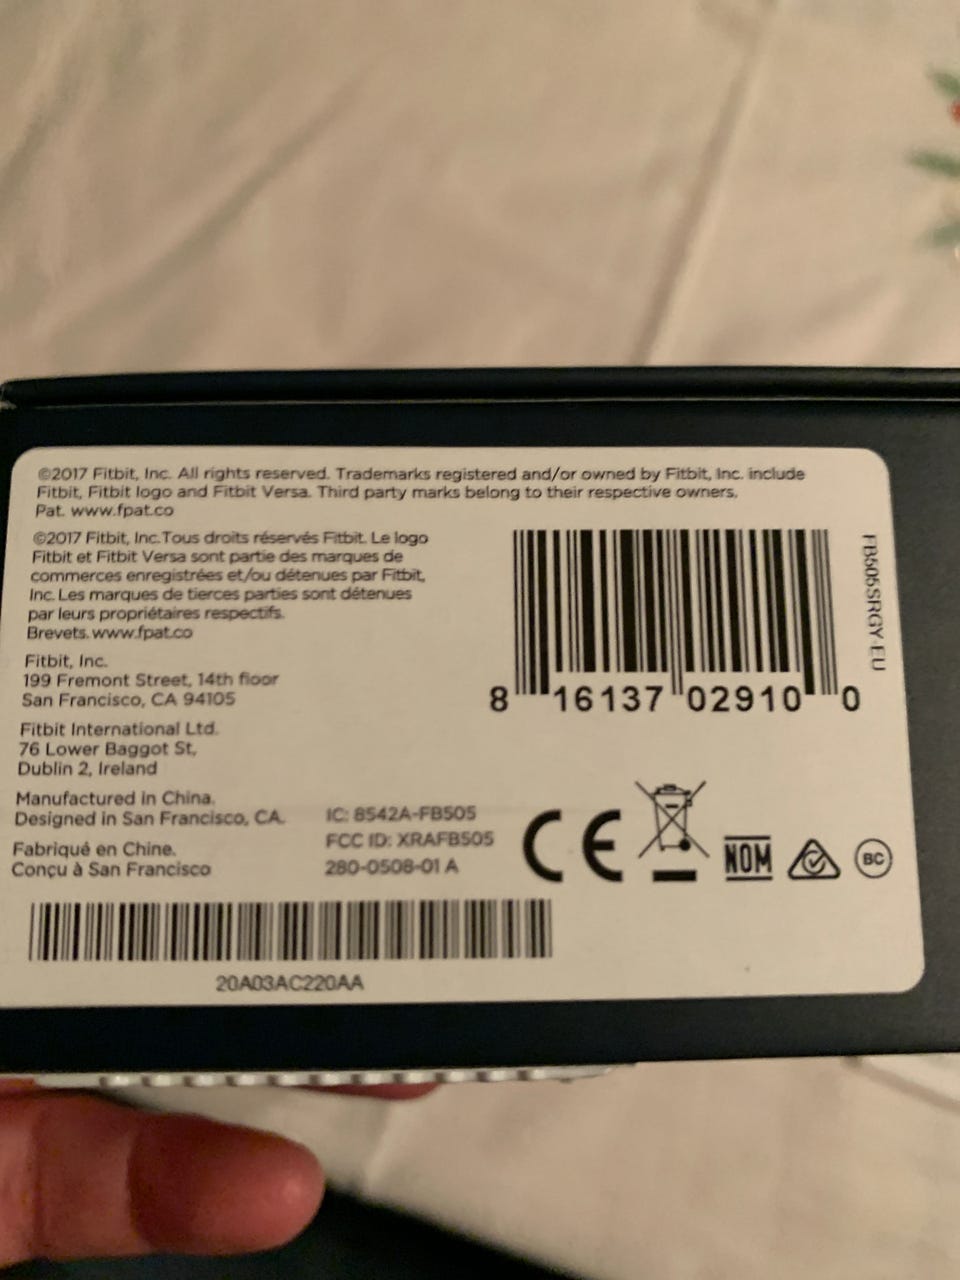 ©2017 Fitbit, Inc. All rights reserved. Trademarks registered and/or owned by Fitbit, Inc. include
Fitbit, Fitbit logo and Fitbit Versa. Third party marks belong to their respective owners.
Pat. www.fpat.co
©2017 Fitbit, Inc.Tous droits réservés Fitbit. Le logo
Fitbit et Fitbit Versa sont partie des marques de
commerces enregistrées et/ou détenues par Fitbit,
Inc. Les marques de tierces parties sont détenues
par leurs propriétaires respectifs.
Brevets. www.fpat.co
Fitbit, Inc.
199 Fremont Street, 14th floor
San Francisco, CA 94105
Fitbit International Ltd.
76 Lower Baggot St,
Dublin 2, Ireland
Manufactured in China.
Designed in San Francisco, CA.
Fabriqué en Chine.
Conçu à San Francisco
IC: 8542A-FB505
FCC ID: XRAFB505
280-0508-01 A
8 16137 02910 0
FB505SRGY-EU
CE
NOM
BC
20A03AC220AA